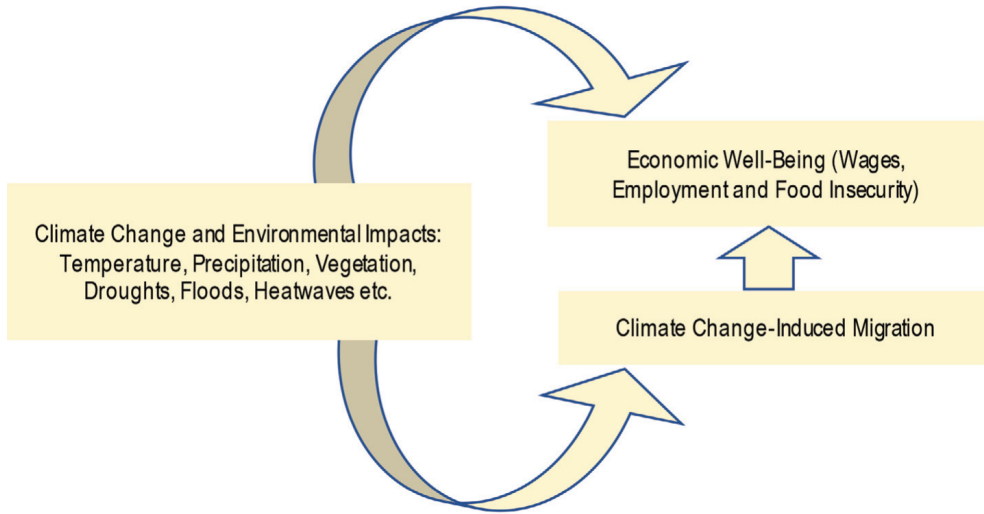 Economic Well-Being (Wages,
Employment and Food Insecurity)
Climate Change and Environmental Impacts:
Temperature, Precipitation, Vegetation,
Droughts, Floods, Heatwaves etc.
Climate Change-Induced Migration